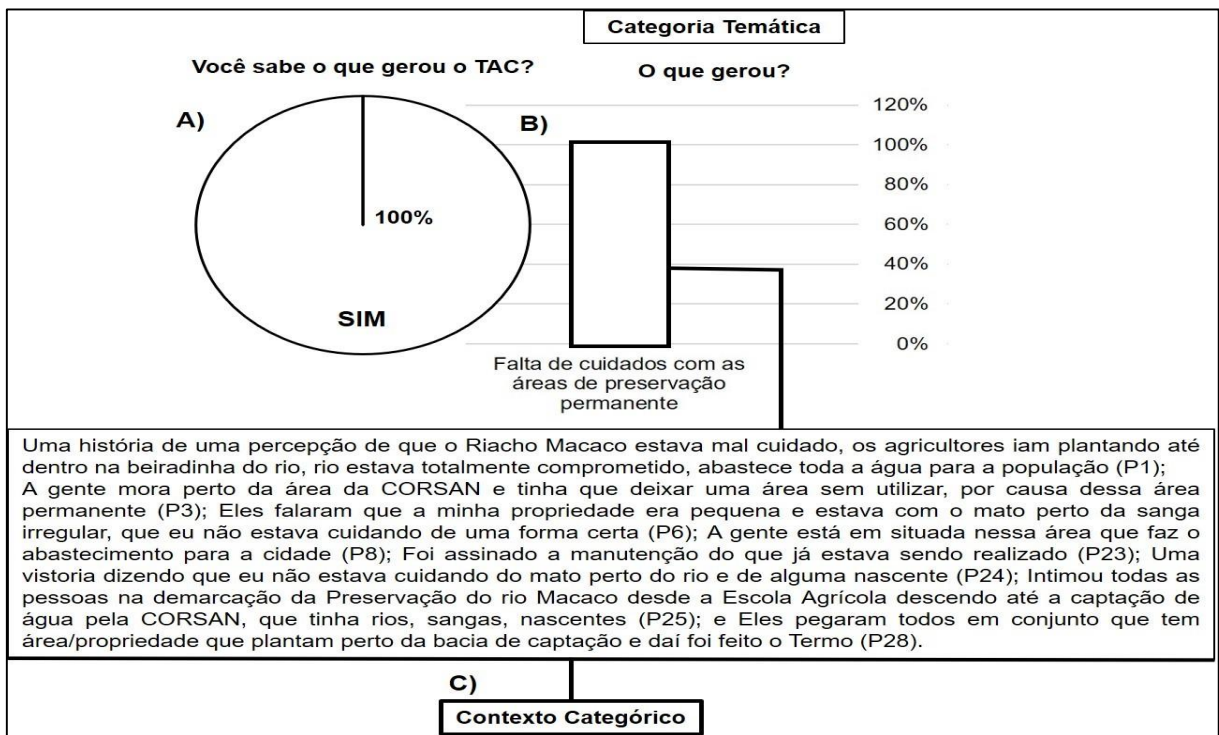 Categoria Temática
Você sabe o que gerou o TAC?
O que gerou?
A)
100%
SIM
B)
120%
100%
80%
60%
40%
20%
0%
Falta de cuidados com as
áreas de preservação
permanente
Uma história de uma percepção de que o Riacho Macaco estava mal cuidado, os agricultores iam plantando até
dentro na beiradinha do rio, rio estava totalmente comprometido, abastece toda a água para a população (P1);
A gente mora perto da área da CORSAN e tinha que deixar uma área sem utilizar, por causa dessa área
permanente (P3); Eles falaram que a minha propriedade era pequena e estava com o mato perto da sanga
irregular, que eu não estava cuidando de uma forma certa (P6); A gente está em situada nessa área que faz o
abastecimento para a cidade (P8); Foi assinado a manutenção do que já estava sendo realizado (P23); Uma
vistoria dizendo que eu não estava cuidando do mato perto do rio e de alguma nascente (P24); Intimou todas as
pessoas na demarcação da Preservação do rio Macaco desde a Escola Agrícola descendo até a captação de
água pela CORSAN, que tinha rios, sangas, nascentes (P25); e Eles pegaram todos em conjunto que tem
área/propriedade que plantam perto da bacia de captação e daí foi feito o Termo (P28).
C)
Contexto Categórico